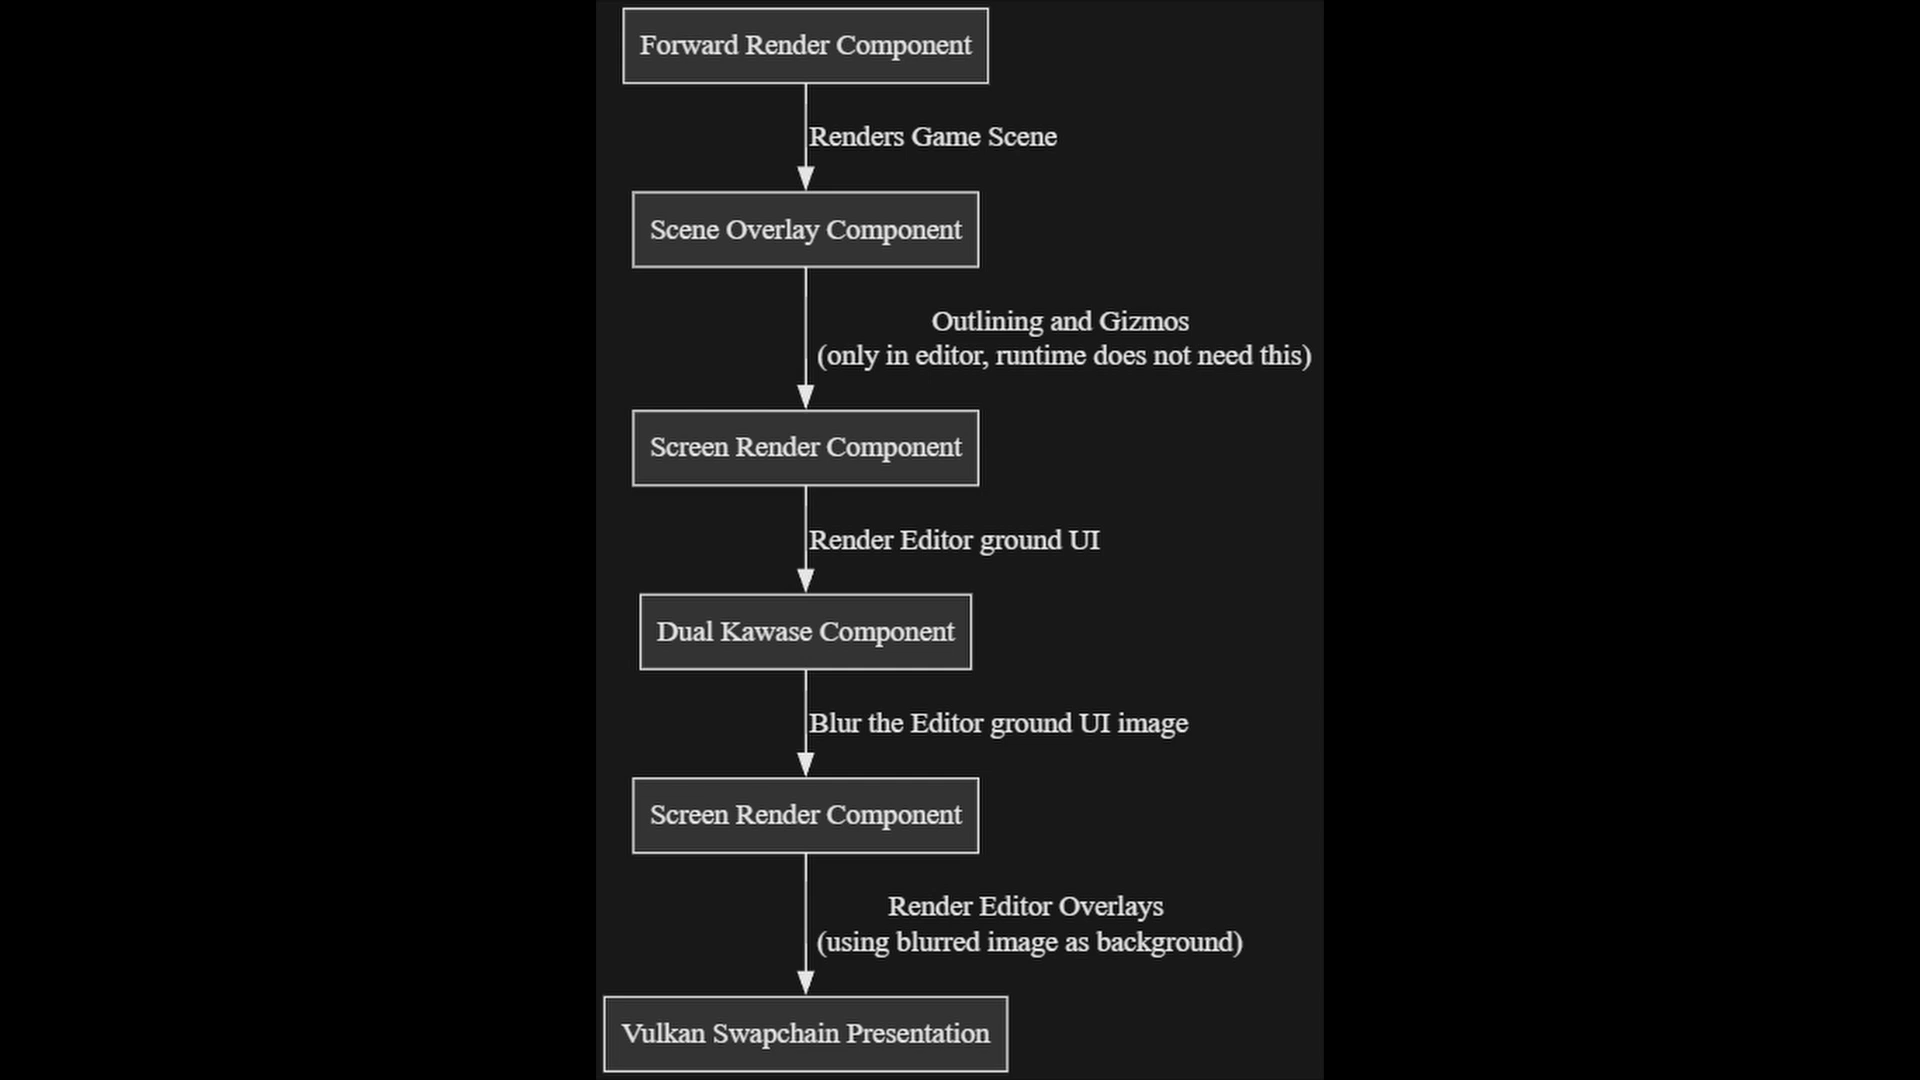 Forward Render Component
Renders Game Scene
Scene Overlay Component
Outlining and Gizmos
(only in editor, runtime does not need this)
Screen Render Component
Render Editor ground UI
Dual Kawase Component
Blur the Editor ground UI image
Screen Render Component
Render Editor Overlays
(using blurred image as background)
Vulkan Swapchain Presentation